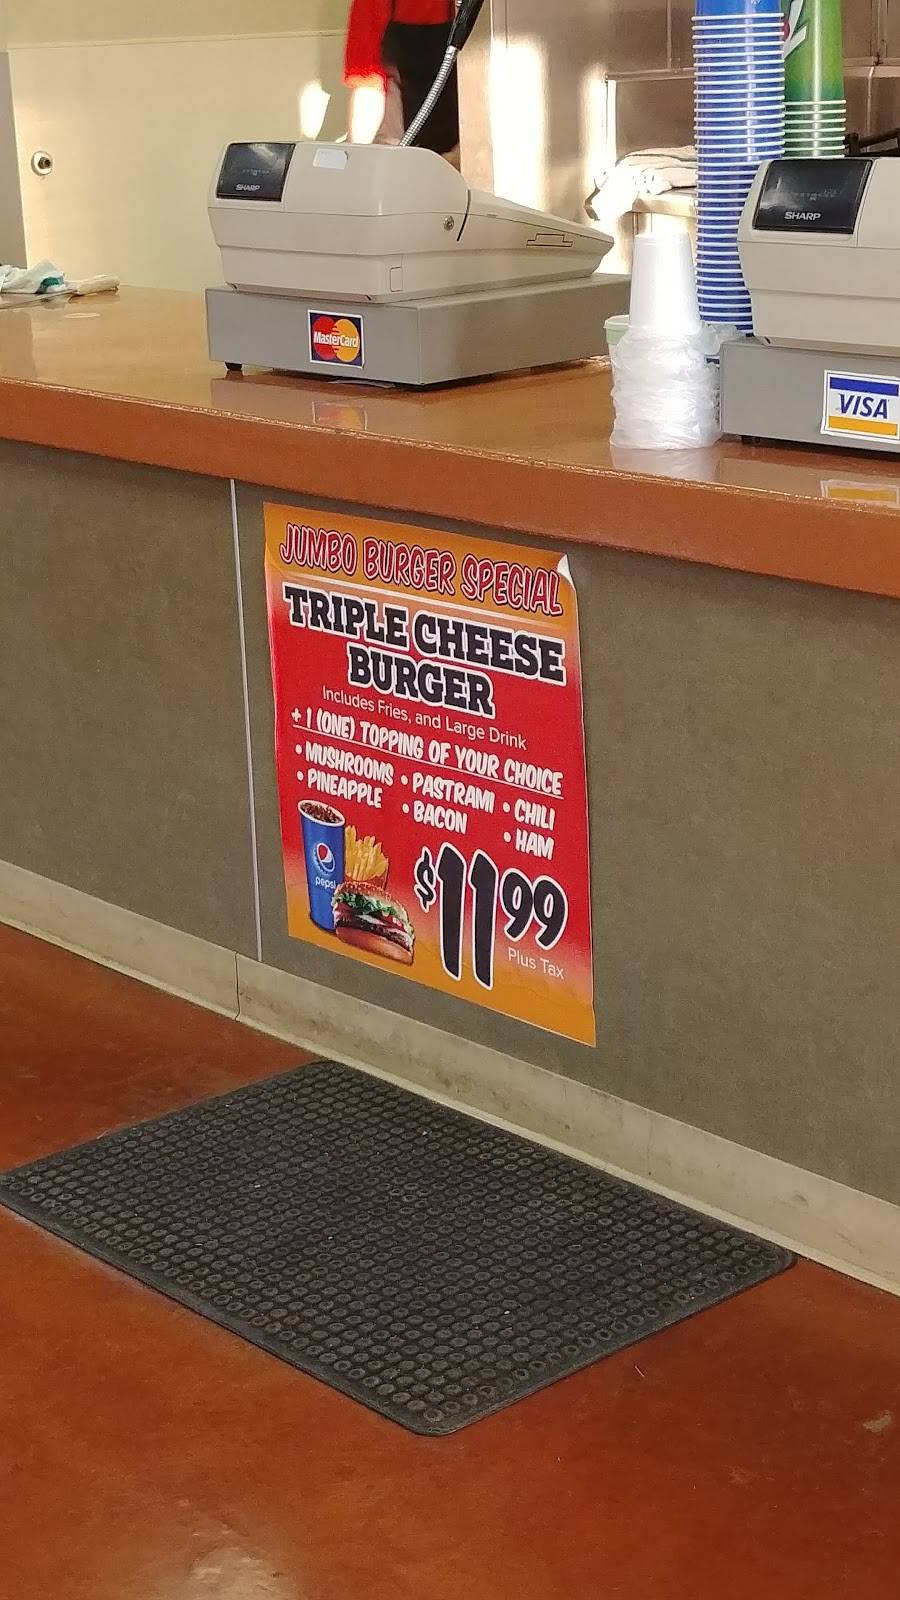 SHARP
SHARP
MasterCard
VISA
JUMBO BURGER SPECIAL
TRIPLE CHEESE
BURGER
Includes Fries, and Large Drink
+ 1 (ONE) TOPPING OF YOUR CHOICE
• MUSHROOMS • PASTRAMI • CHILI
• PINEAPPLE • BACON • HAM
pepsi
$11.99
Plus Tax